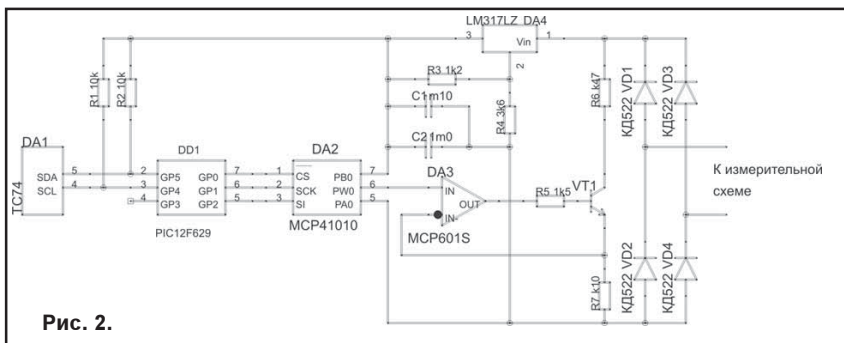 LM317LZ DA4
3
Vin
1
2
R1 10k
R2 10k
R3 1k2
C1 m10
C2 1m0
R4 3k6
R6 k47
КД522 VD1
КД522 VD3
DA1
TC74
SDA
SCL
5
4
DD1
2
3
4
GP5
GP4
GP3
GP0
GP1
GP2
7
6
5
PIC12F629
DA2
1
2
3
CS
SCK
SI
PB0
PW0
PA0
7
6
5
MCP41010
DA3
IN
OUT
IN-
MCP601S
R5 1k5
VT1
К измерительной
схеме
R7 k10
КД522 VD2
КД522 VD4
Рис. 2.